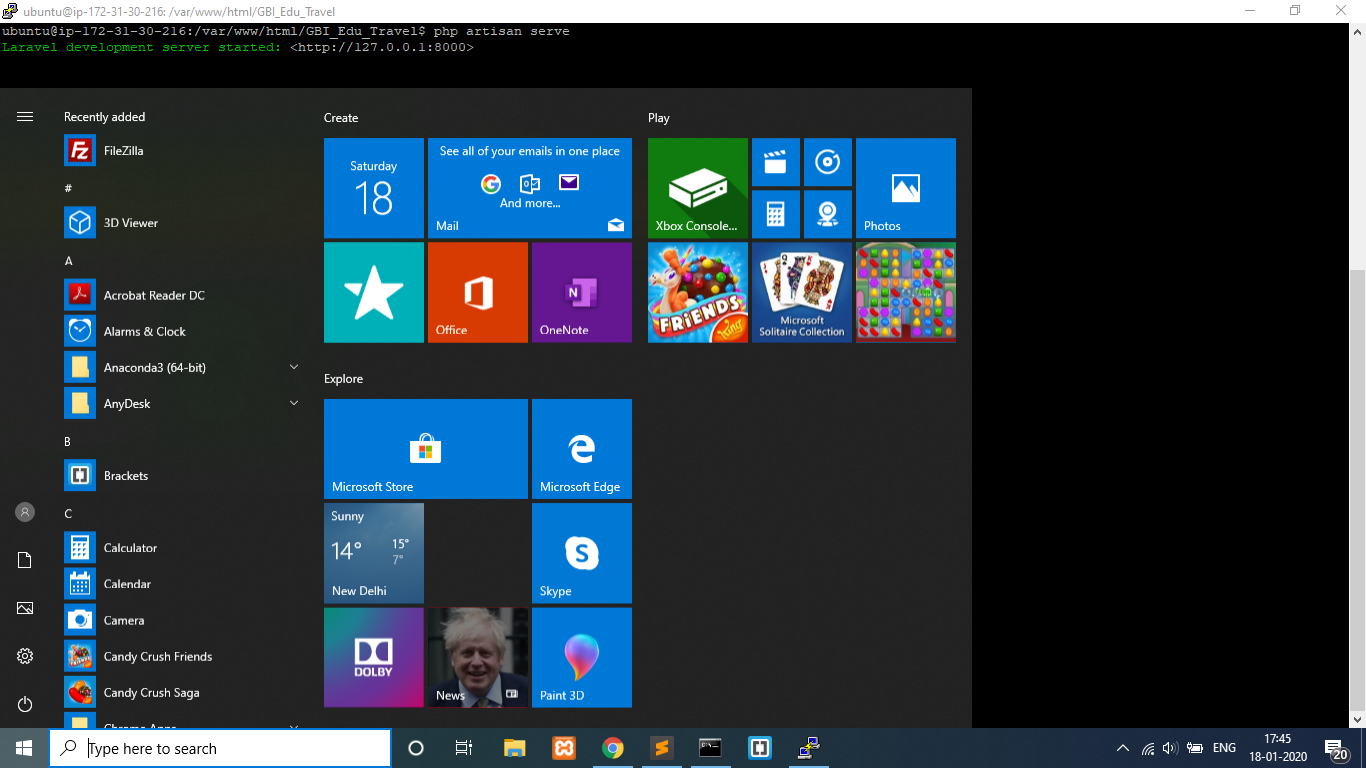 ubuntu@ip-172-31-30-216: /var/www/html/GBI_Edu_Travel
ubuntu@ip-172-31-30-216:/var/www/html/GBI_Edu_Travel$ php artisan serve
Laravel development server started: <http://127.0.0.1:8000>
Recently added
FileZilla
#
3D Viewer
A
Acrobat Reader DC
Alarms & Clock
Anaconda3 (64-bit)
AnyDesk
B
Brackets
C
Calculator
Calendar
Camera
Candy Crush Friends
Candy Crush Saga
Chrome Apps
Create
Saturday
18
See all of your emails in one place
And more...
Mail
Office
OneNote
Play
Xbox Console...
Photos
FRIENDS
King
Microsoft
Solitaire Collection
Explore
Microsoft Store
Microsoft Edge
Sunny
14°
15°
7°
New Delhi
Skype
DOLBY
News
Paint 3D
Type here to search
ENG
17:45
18-01-2020
20